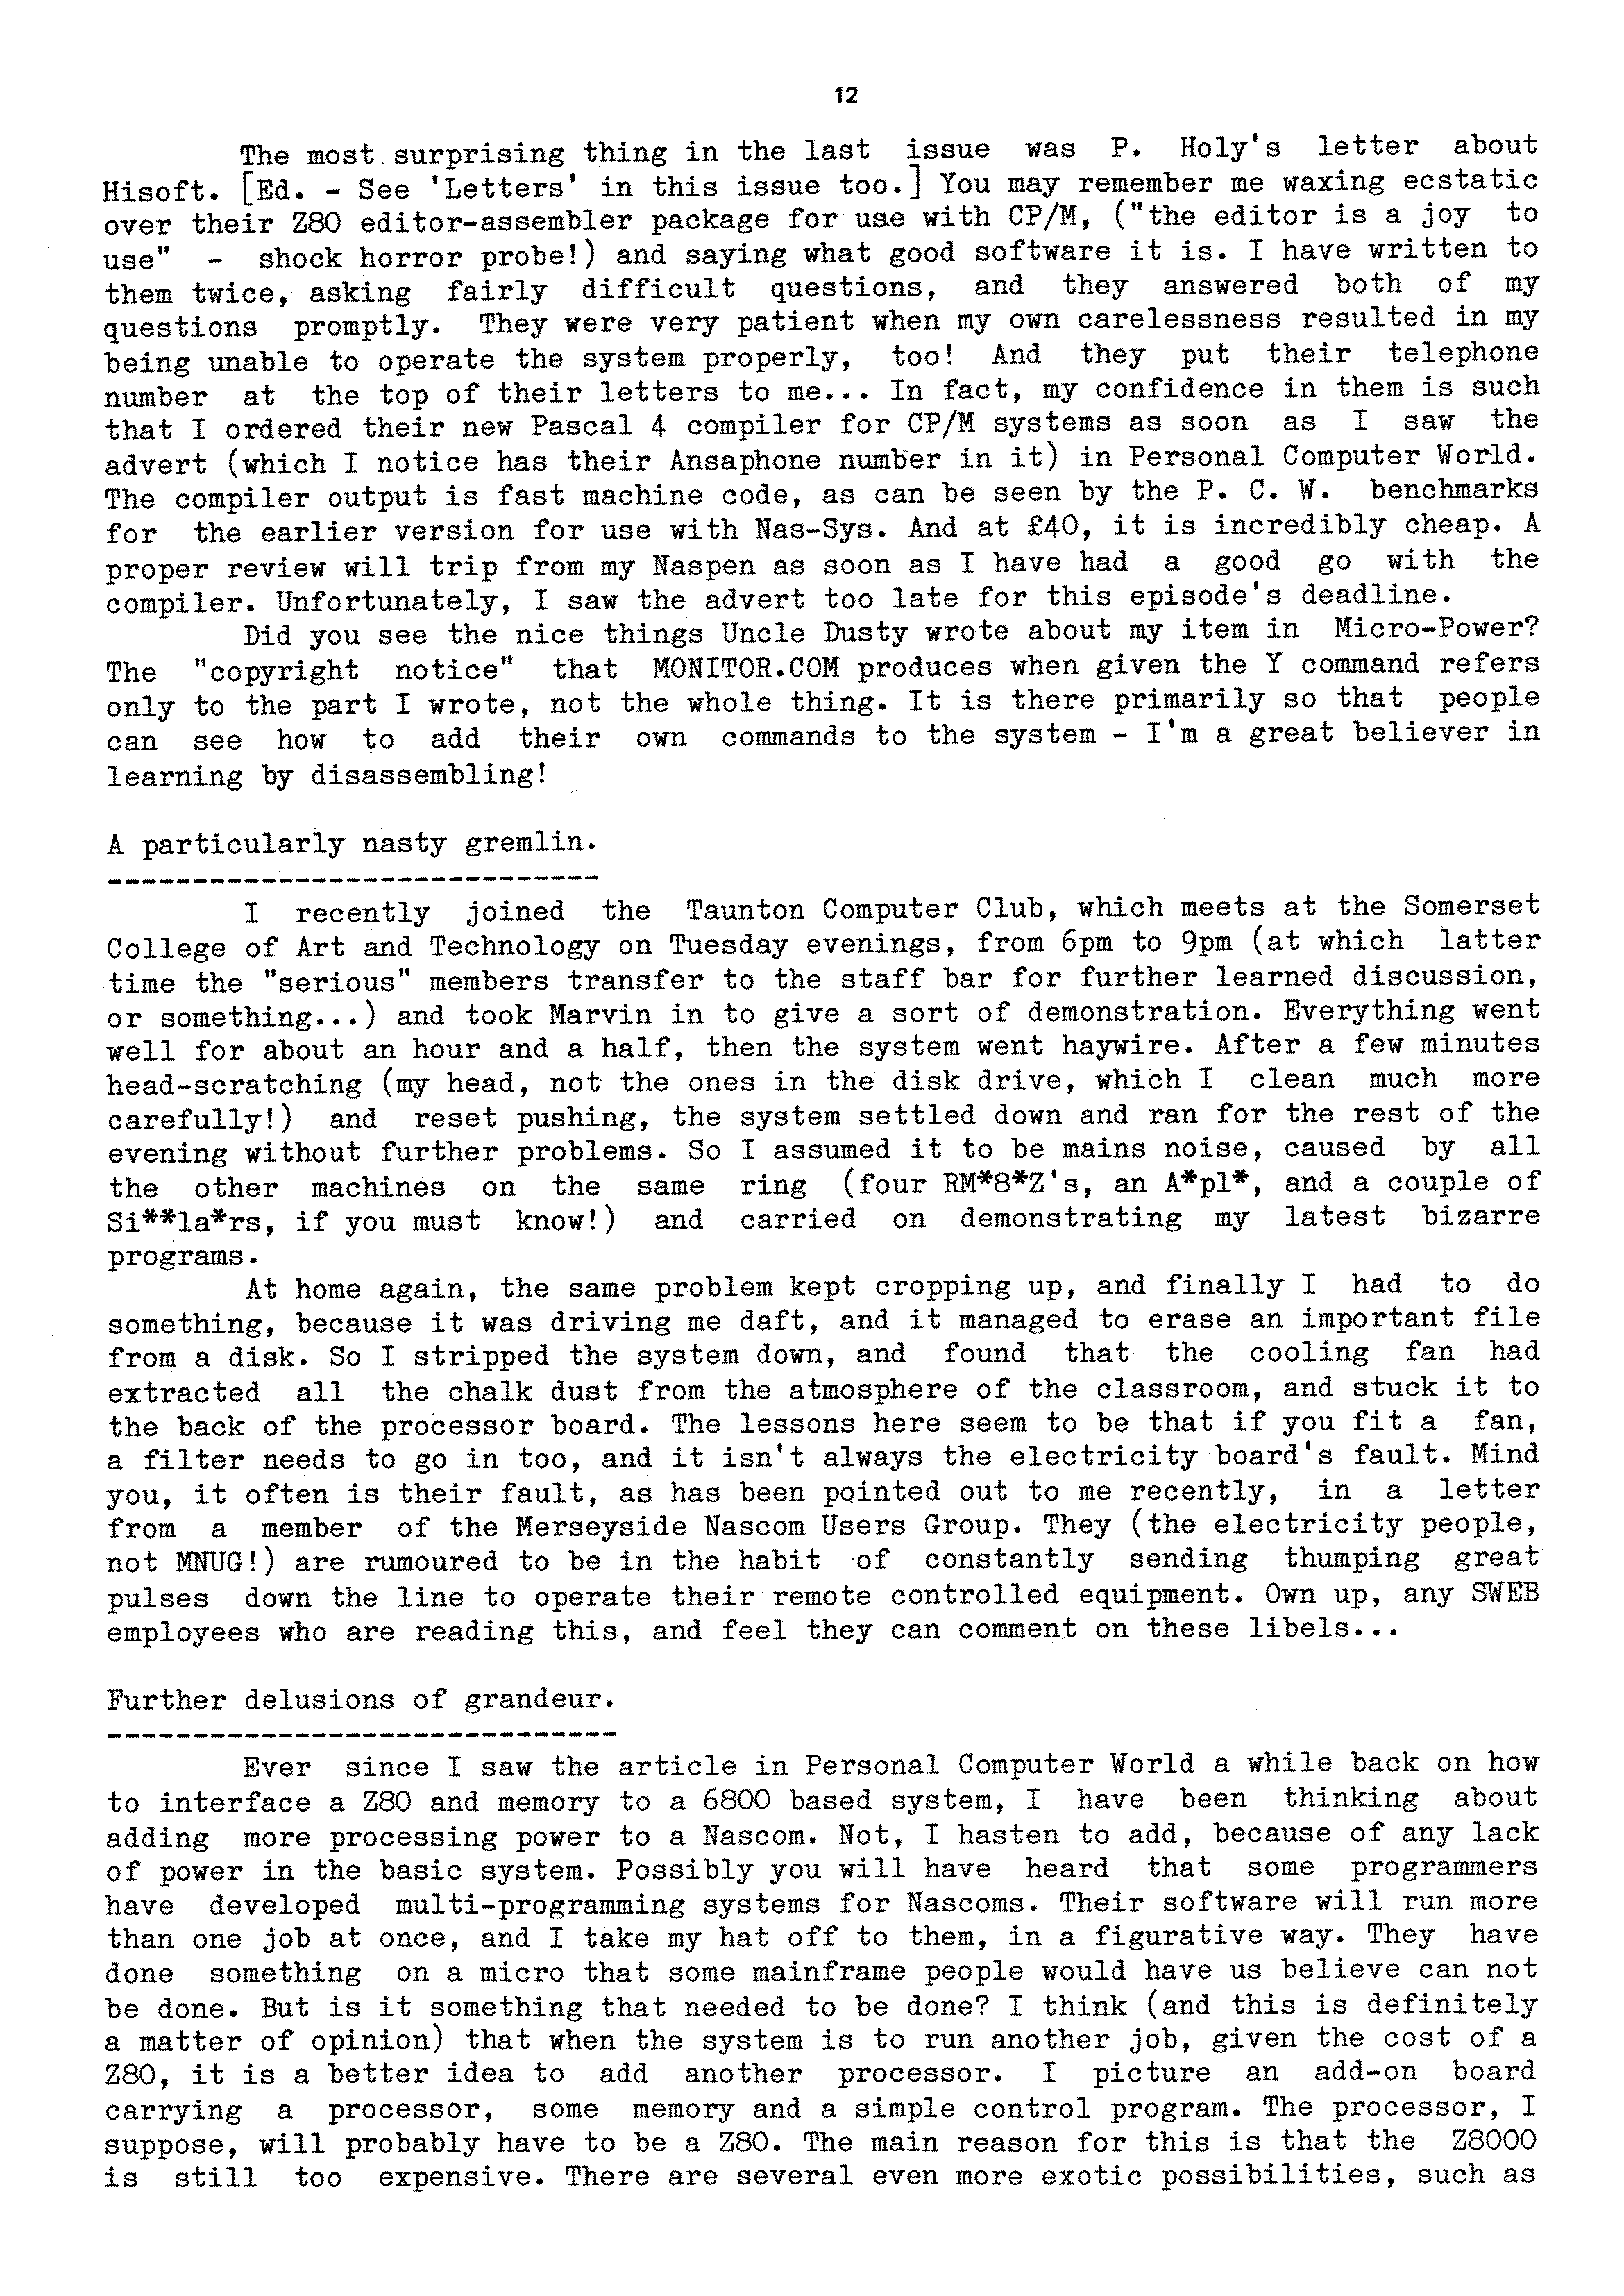 12
The most surprising thing in the last issue was P. Holy's letter about
Hisoft. [Ed. - See 'Letters' in this issue too.] You may remember me waxing ecstatic
over their Z80 editor-assembler package for use with CP/M, ("the editor is a joy to
use" - shock horror probe!) and saying what good software it is. I have written to
them twice, asking fairly difficult questions, and they answered both of my
questions promptly. They were very patient when my own carelessness resulted in my
being unable to operate the system properly, too! And they put their telephone
number at the top of their letters to me... In fact, my confidence in them is such
that I ordered their new Pascal 4 compiler for CP/M systems as soon as I saw the
advert (which I notice has their Ansaphone number in it) in Personal Computer World.
The compiler output is fast machine code, as can be seen by the P. C. W. benchmarks
for the earlier version for use with Nas-Sys. And at £40, it is incredibly cheap. A
proper review will trip from my Naspen as soon as I have had a good go with the
compiler. Unfortunately, I saw the advert too late for this episode's deadline.
Did you see the nice things Uncle Dusty wrote about my item in Micro-Power?
The "copyright notice" that MONITOR.COM produces when given the Y command refers
only to the part I wrote, not the whole thing. It is there primarily so that people
can see how to add their own commands to the system - I'm a great believer in
learning by disassembling!
A particularly nasty gremlin.
-----------------------------
I recently joined the Taunton Computer Club, which meets at the Somerset
College of Art and Technology on Tuesday evenings, from 6pm to 9pm (at which latter
time the "serious" members transfer to the staff bar for further learned discussion,
or something...) and took Marvin in to give a sort of demonstration. Everything went
well for about an hour and a half, then the system went haywire. After a few minutes
head-scratching (my head, not the ones in the disk drive, which I clean much more
carefully!) and reset pushing, the system settled down and ran for the rest of the
evening without further problems. So I assumed it to be mains noise, caused by all
the other machines on the same ring (four RM*8*Z's, an A*pl*, and a couple of
Si**la*rs, if you must know!) and carried on demonstrating my latest bizarre
programs.
At home again, the same problem kept cropping up, and finally I had to do
something, because it was driving me daft, and it managed to erase an important file
from a disk. So I stripped the system down, and found that the cooling fan had
extracted all the chalk dust from the atmosphere of the classroom, and stuck it to
the back of the processor board. The lessons here seem to be that if you fit a fan,
a filter needs to go in too, and it isn't always the electricity board's fault. Mind
you, it often is their fault, as has been pointed out to me recently, in a letter
from a member of the Merseyside Nascom Users Group. They (the electricity people,
not MNUG!) are rumoured to be in the habit of constantly sending thumping great
pulses down the line to operate their remote controlled equipment. Own up, any SWEB
employees who are reading this, and feel they can comment on these libels...
Further delusions of grandeur.
------------------------------
Ever since I saw the article in Personal Computer World a while back on how
to interface a Z80 and memory to a 6800 based system, I have been thinking about
adding more processing power to a Nascom. Not, I hasten to add, because of any lack
of power in the basic system. Possibly you will have heard that some programmers
have developed multi-programming systems for Nascoms. Their software will run more
than one job at once, and I take my hat off to them, in a figurative way. They have
done something on a micro that some mainframe people would have us believe can not
be done. But is it something that needed to be done? I think (and this is definitely
a matter of opinion) that when the system is to run another job, given the cost of a
Z80, it is a better idea to add another processor. I picture an add-on board
carrying a processor, some memory and a simple control program. The processor, I
suppose, will probably have to be a Z80. The main reason for this is that the Z8000
is still too expensive. There are several even more exotic possibilities, such as